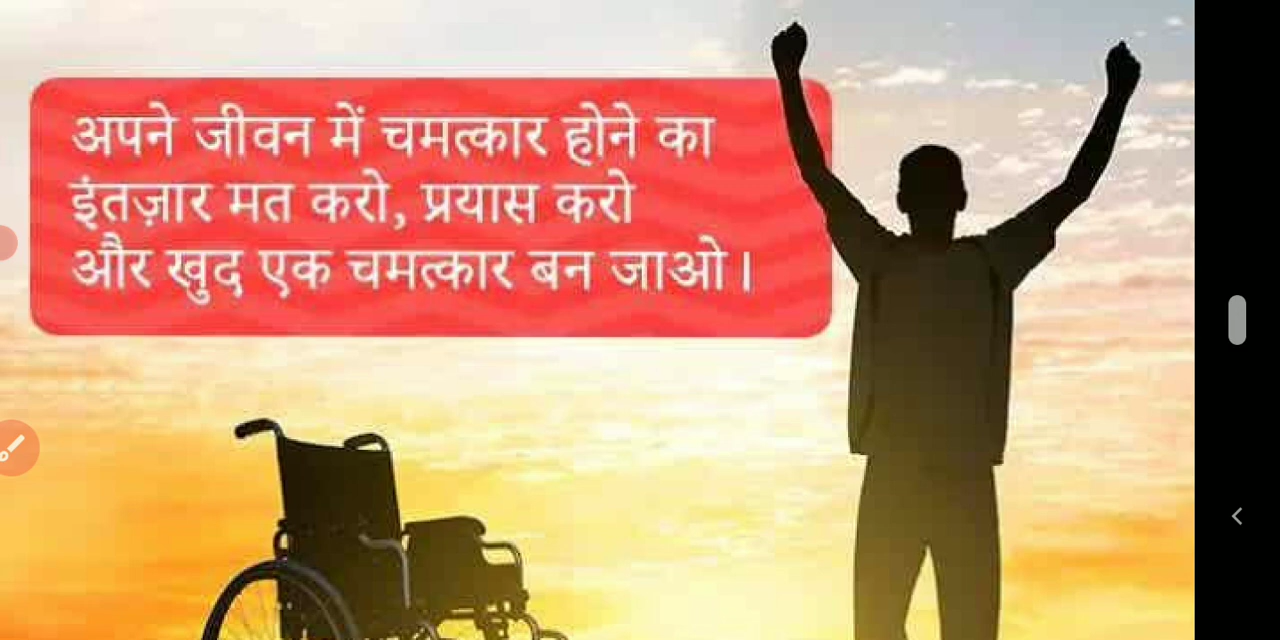 अपने जीवन में चमत्कार होने का
इंतज़ार मत करो, प्रयास करो
और खुद एक चमत्कार बन जाओ।